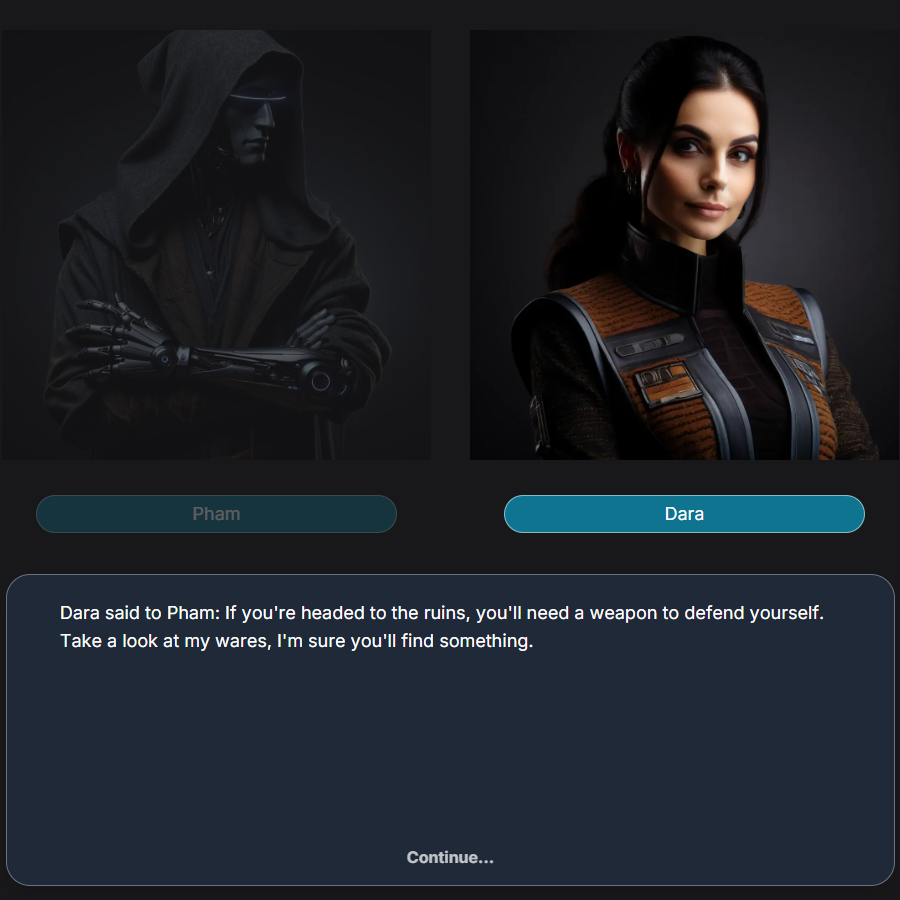 Pham
Dara
Dara said to Pham: If you're headed to the ruins, you'll need a weapon to defend yourself.
Take a look at my wares, I'm sure you'll find something.
Continue...